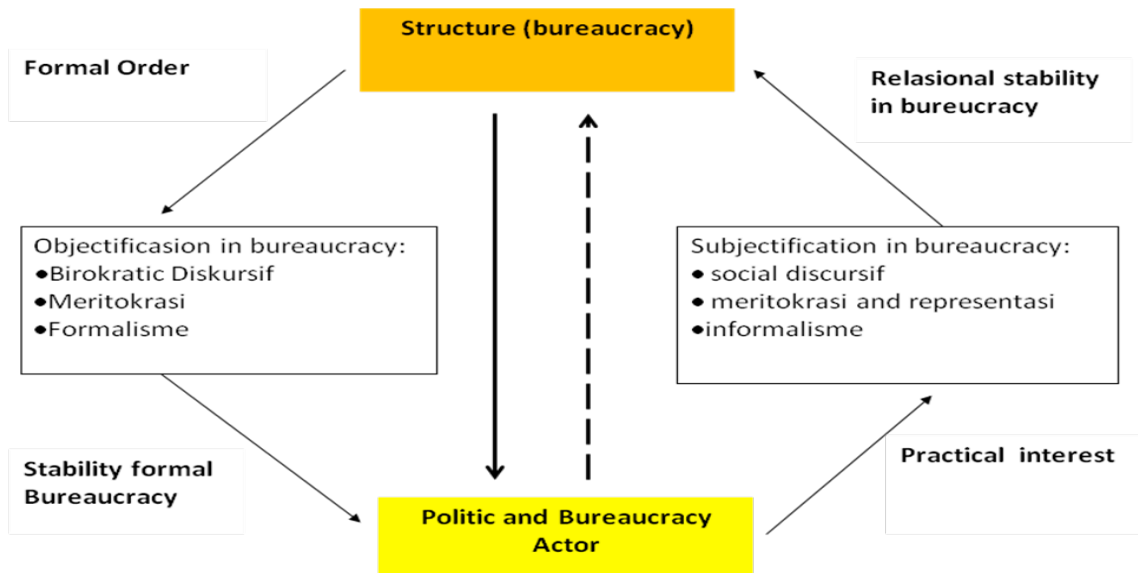 Structure (bureaucracy)
Formal Order
Relasional stability
in bureucracy
Objectificasion in bureaucracy:
●Birokratic Diskursif
●Meritokrasi
●Formalisme
Subjectification in bureaucracy:
● social discursif
● meritokrasi and representasi
●informalisme
Stability formal
Bureaucracy
Practical interest
Politic and Bureaucracy
Actor